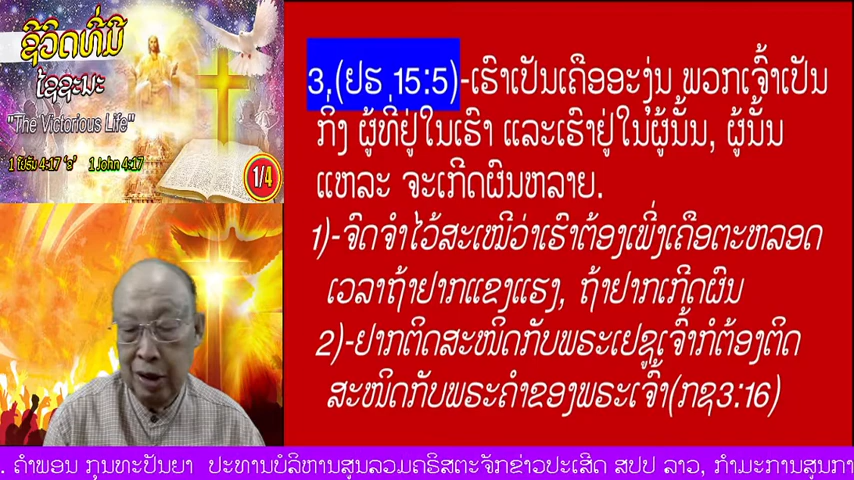 ຊີວິດທີ່ມີ
ໄຊຊະນະ
"The Victorious Life"
1 ໂຢຮັນ 4:17 'ຣ' 1 John 4:17
1/4
3.(ຢຮ 15:5)-ເຮົາເປັນເຄືອອະງຸ່ນ ພວກເຈົ້າເປັນ
ກິ່ງ ຜູ້ທີ່ຢູ່ໃນເຮົາ ແລະເຮົາຢູ່ໃນຜູ້ນັ້ນ, ຜູ້ນັ້ນ
ແຫລະ ຈະເກີດຜົນຫລາຍ.
1)-ຈົດຈຳໄວ້ສະເໝີວ່າເຮົາຕ້ອງເພິ່ງເຄືອຕະຫລອດ
ເວລາຖ້າຢາກແຂງແຮງ, ຖ້າຢາກເກີດຜົນ
2)-ຢາກຕິດສະໜິດກັບພຣະເຢຊູເຈົ້າກໍຕ້ອງຕິດ
ສະໜິດກັບພຣະຄຳຂອງພຣະເຈົ້າ(ກຊ3:16)
. ຄຳພອນ ກຸນທະປັນຍາ ປະທານບໍລິຫານສູນລວມຄຣິສຕະຈັກຂ່າວປະເສີດ ສປປ ລາວ, ກຳມະການສູນກາ